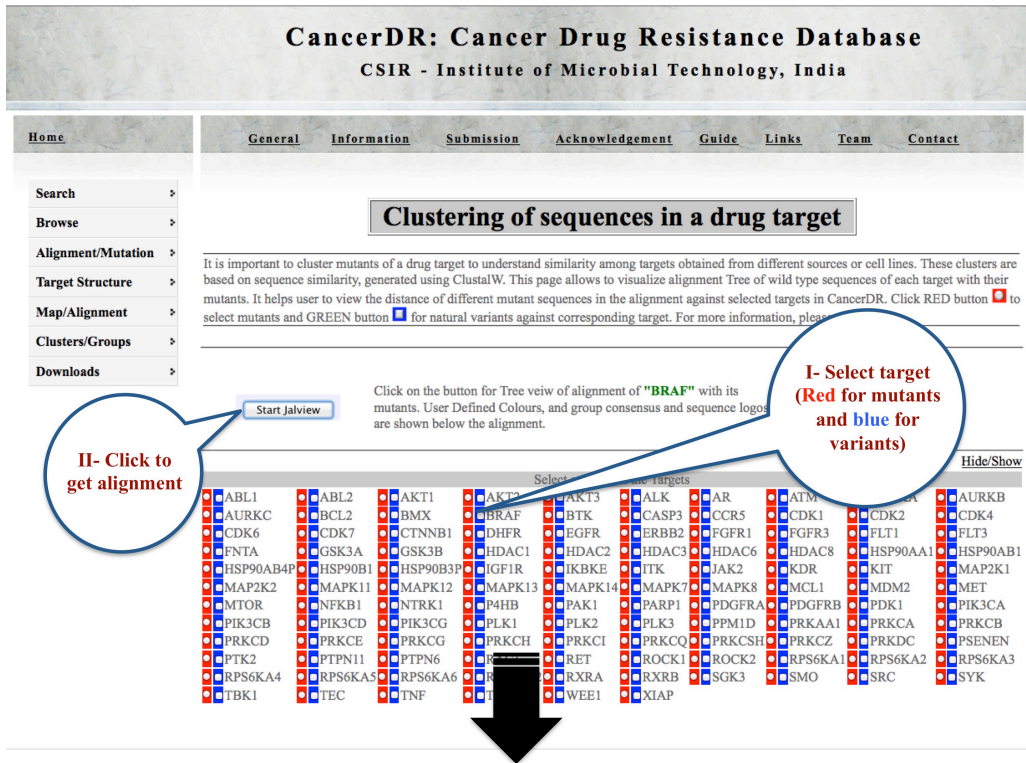 CancerDR: Cancer Drug Resistance Database
CSIR - Institute of Microbial Technology, India
Home
General Information Submission Acknowledgement Guide Links Team Contact
Search
Browse
Alignment/Mutation
Target Structure
Map/Alignment
Clusters/Groups
Downloads
Clustering of sequences in a drug target
It is important to cluster mutants of a drug target to understand similarity among targets obtained from different sources or cell lines. These clusters are
based on sequence similarity, generated using ClustalW. This page allows to visualize alignment Tree of wild type sequences of each target with their
mutants. It helps user to view the distance of different mutant sequences in the alignment against selected targets in CancerDR. Click RED button to
select mutants and GREEN button for natural variants against corresponding target. For more information,
Start Jalview
Click on the button for Tree veiw of alignment of "BRAF" with its
mutants. User Defined Colours, and group consensus and sequence logos
are shown below the alignment.
I- Select target
(Red for mutants
and blue for
variants)
II- Click to
get alignment
Hide/Show
Targets
ABL1 ABL2 AKT1 AKT3 ALK AR ATM AURKB
AURKC BCL2 BMX BRAF BTK CASP3 CCR5 CDK1 CDK2 CDK4
CDK6 CDK7 CTNNB1 DHFR EGFR ERBB2 FGFR1 FGFR3 FLT1 FLT3
FNTA GSK3A GSK3B HDAC1 HDAC2 HDAC3 HDAC6 HDAC8 HSP90AA1 HSP90AB1
HSP90AB4P HSP90B1 HSP90B3P IGF1R IKBKE ITK JAK2 KDR KIT MAP2K1
MAP2K2 MAPK11 MAPK12 MAPK13 MAPK14 MAPK7 MAPK8 MCL1 MDM2 MET
MTOR NFKB1 NTRK1 P4HB PAK1 PARP1 PDGFRA PDGFRB PDK1 PIK3CA
PIK3CB PIK3CD PIK3CG PLK1 PLK2 PLK3 PPM1D PRKAA1 PRKCA PRKCB
PRKCD PRKCE PRKCG PRKCH PRKCI PRKCQ PRKCSH PRKCZ PRKDC PSENEN
PTK2 PTPN11 PTPN6 RET ROCK1 ROCK2 RPS6KA1 RPS6KA2 RPS6KA3
RPS6KA4 RPS6KA5 RPS6KA6 RXRA RXRB SGK3 SMO SRC SYK
TBK1 TEC TNF WEE1 XIAP